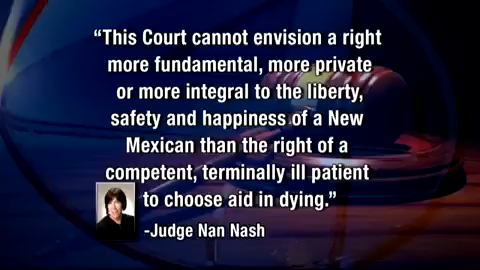 “This Court cannot envision a right
more fundamental, more private
or more integral to the liberty,
safety and happiness of a New
Mexican than the right of a
competent, terminally ill patient
to choose aid in dying.”
-Judge Nan Nash